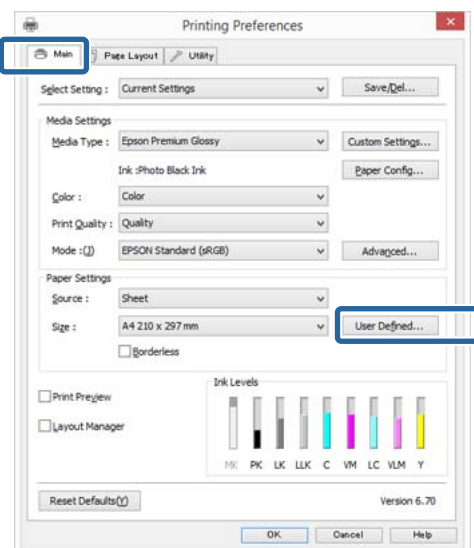 Printing Preferences
Main Page Layout Utility
Select Setting : Current Settings Save/Del...
Media Settings
Media Type : Epson Premium Glossy Custom Settings...
Ink :Photo Black Ink Paper Config...
Color : Color
Print Quality : Quality
Mode :(J) EPSON Standard (sRGB) Advanced...
Paper Settings
Source : Sheet
Size : A4 210 x 297 mm User Defined...
Borderless
Print Preview
Layout Manager
Ink Levels
MK PK LK LLK C VM LC VLM Y
Reset Defaults(Y) Version 6.70
OK Cancel Help